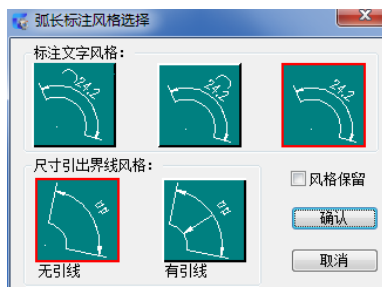 弧长标注风格选择
标注文字风格：
24.2 24.2 24.2
尺寸引出界线风格：
无引线 有引线
风格保留
确认
取消